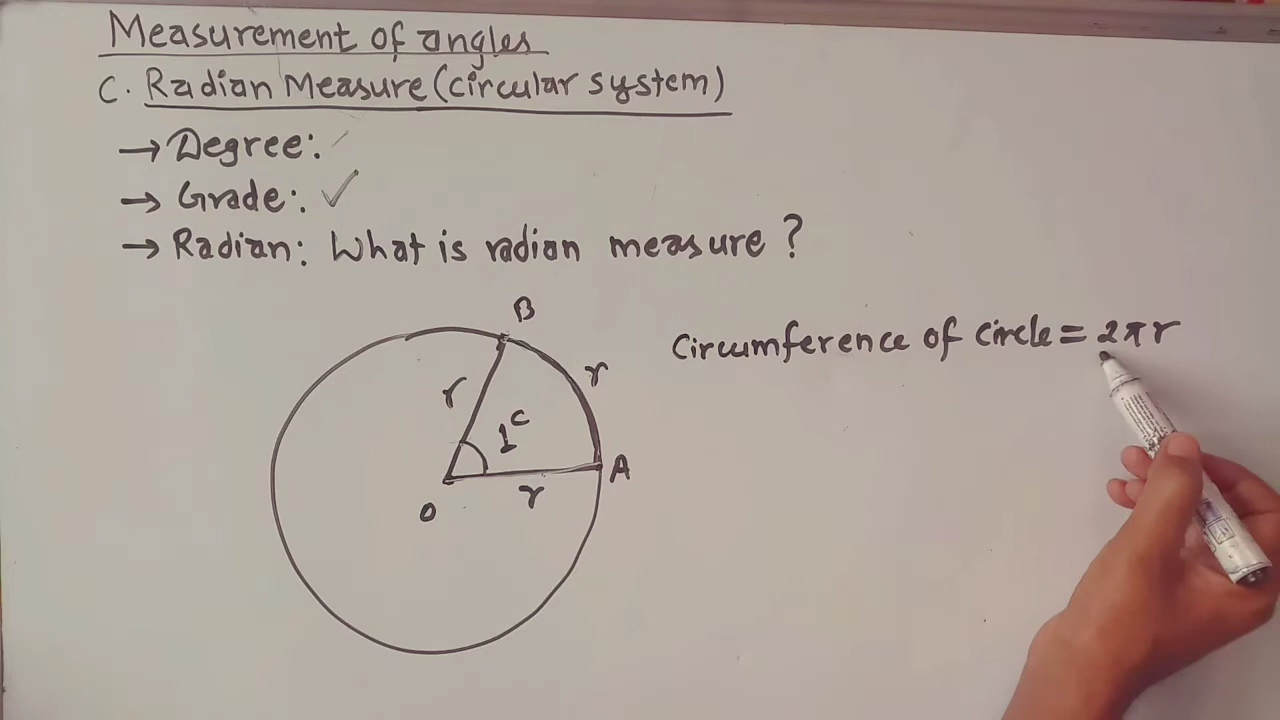 Measurement of angles
C. Radian Measure (circular system)
→ Degree: ✓
→ Grade: ✓
→ Radian: What is radian measure?
B
Circumference of circle = 2πr
r
r
1ᶜ
A
r
O